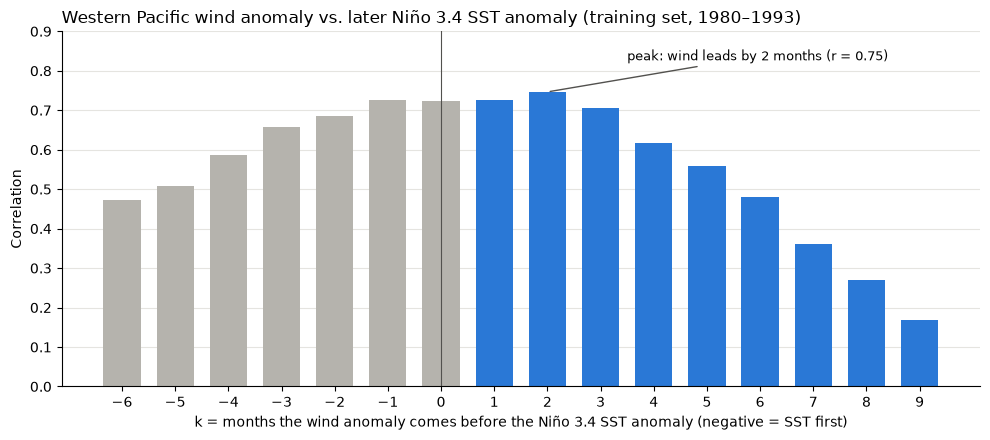 Western Pacific wind anomaly vs. later Niño 3.4 SST anomaly (training set, 1980–1993)
peak: wind leads by 2 months (r = 0.75)
Correlation
0.9
0.8
0.7
0.6
0.5
0.4
0.3
0.2
0.1
0.0
−6 −5 −4 −3 −2 −1 0 1 2 3 4 5 6 7 8 9
k = months the wind anomaly comes before the Niño 3.4 SST anomaly (negative = SST first)